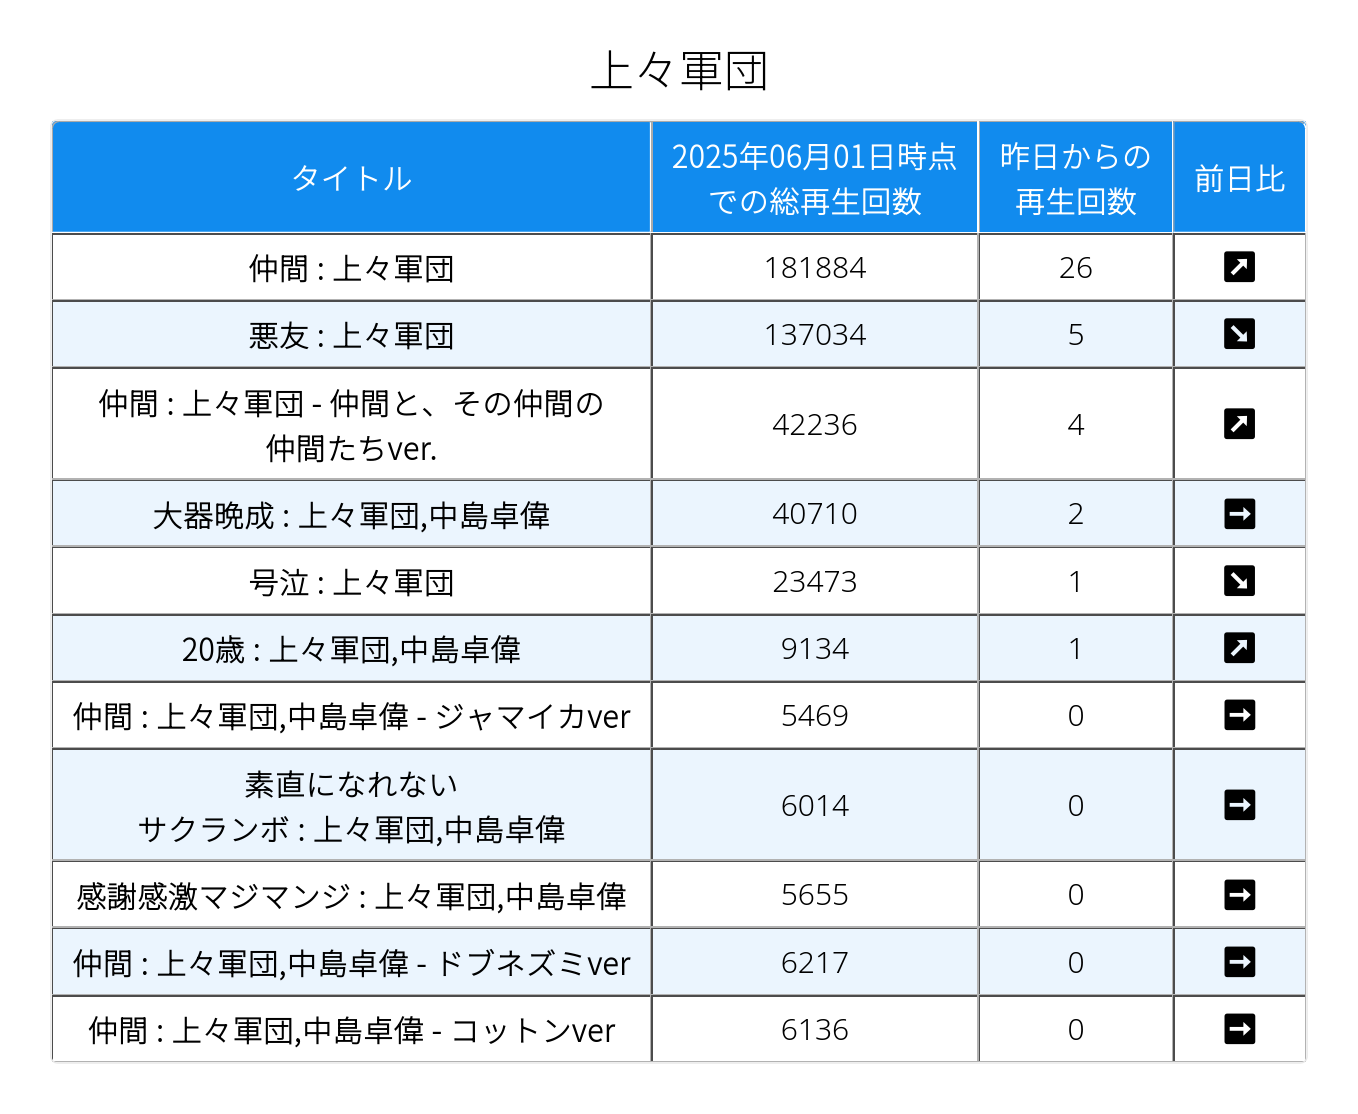 上々軍団
タイトル
2025年06月01日時点
での総再生回数
昨日からの
再生回数
前日比
仲間 : 上々軍団
181884
26
悪友 : 上々軍団
137034
5
仲間 : 上々軍団 - 仲間と、その仲間の
仲間たちver.
42236
4
大器晩成 : 上々軍団,中島卓偉
40710
2
号泣 : 上々軍団
23473
1
20歳 : 上々軍団,中島卓偉
9134
1
仲間 : 上々軍団,中島卓偉 - ジャマイカver
5469
0
素直になれない
サクランボ : 上々軍団,中島卓偉
6014
0
感謝感激マジマンジ : 上々軍団,中島卓偉
5655
0
仲間 : 上々軍団,中島卓偉 - ドブネズミver
6217
0
仲間 : 上々軍団,中島卓偉 - コットンver
6136
0